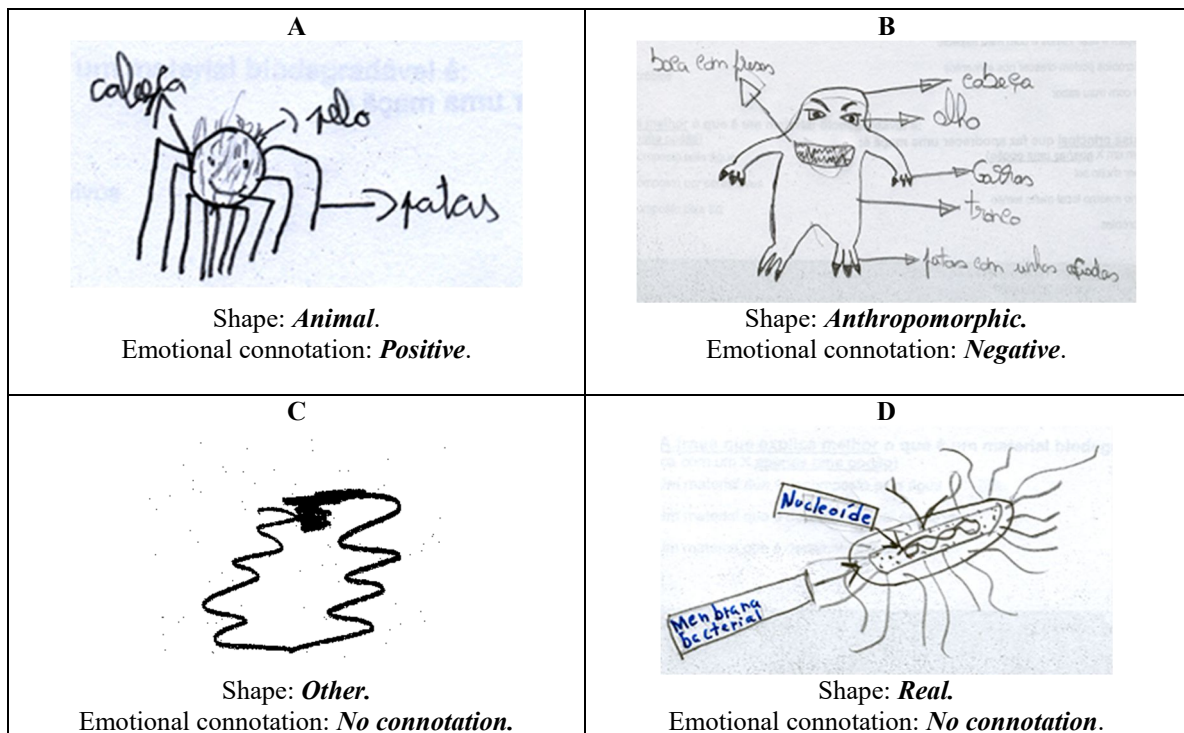 A
cabeça
pelo
patas
Shape: Animal.
Emotional connotation: Positive.
B
boca com presas
cabeça
olho
Garras
tronco
patas com unhas afiadas
Shape: Anthropomorphic.
Emotional connotation: Negative.
C
Shape: Other.
Emotional connotation: No connotation.
D
Nucleoíde
Menbrana
bacterial
Shape: Real.
Emotional connotation: No connotation.